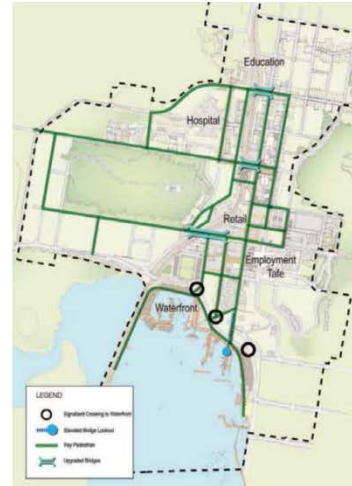 Education
Hospital
Retail
Employment
Tafe
Waterfront
LEGEND
Signalised Crossing to Waterfront
Elevated Bridge Lookout
Key Pedestrian
Upgraded Bridges